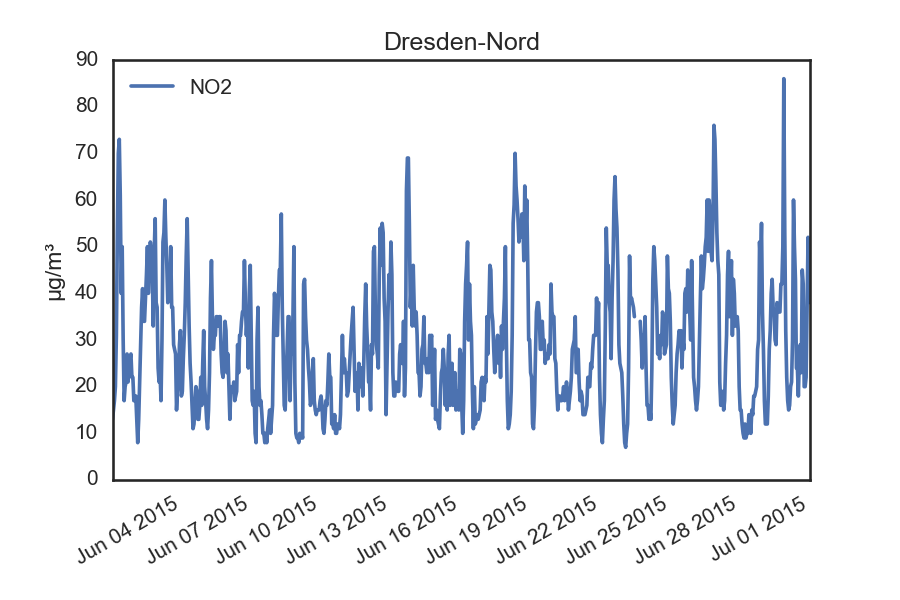 Dresden-Nord
90
80
70
60
50
40
30
20
10
0
µg/m³
NO2
Jun 04 2015
Jun 07 2015
Jun 10 2015
Jun 13 2015
Jun 16 2015
Jun 19 2015
Jun 22 2015
Jun 25 2015
Jun 28 2015
Jul 01 2015